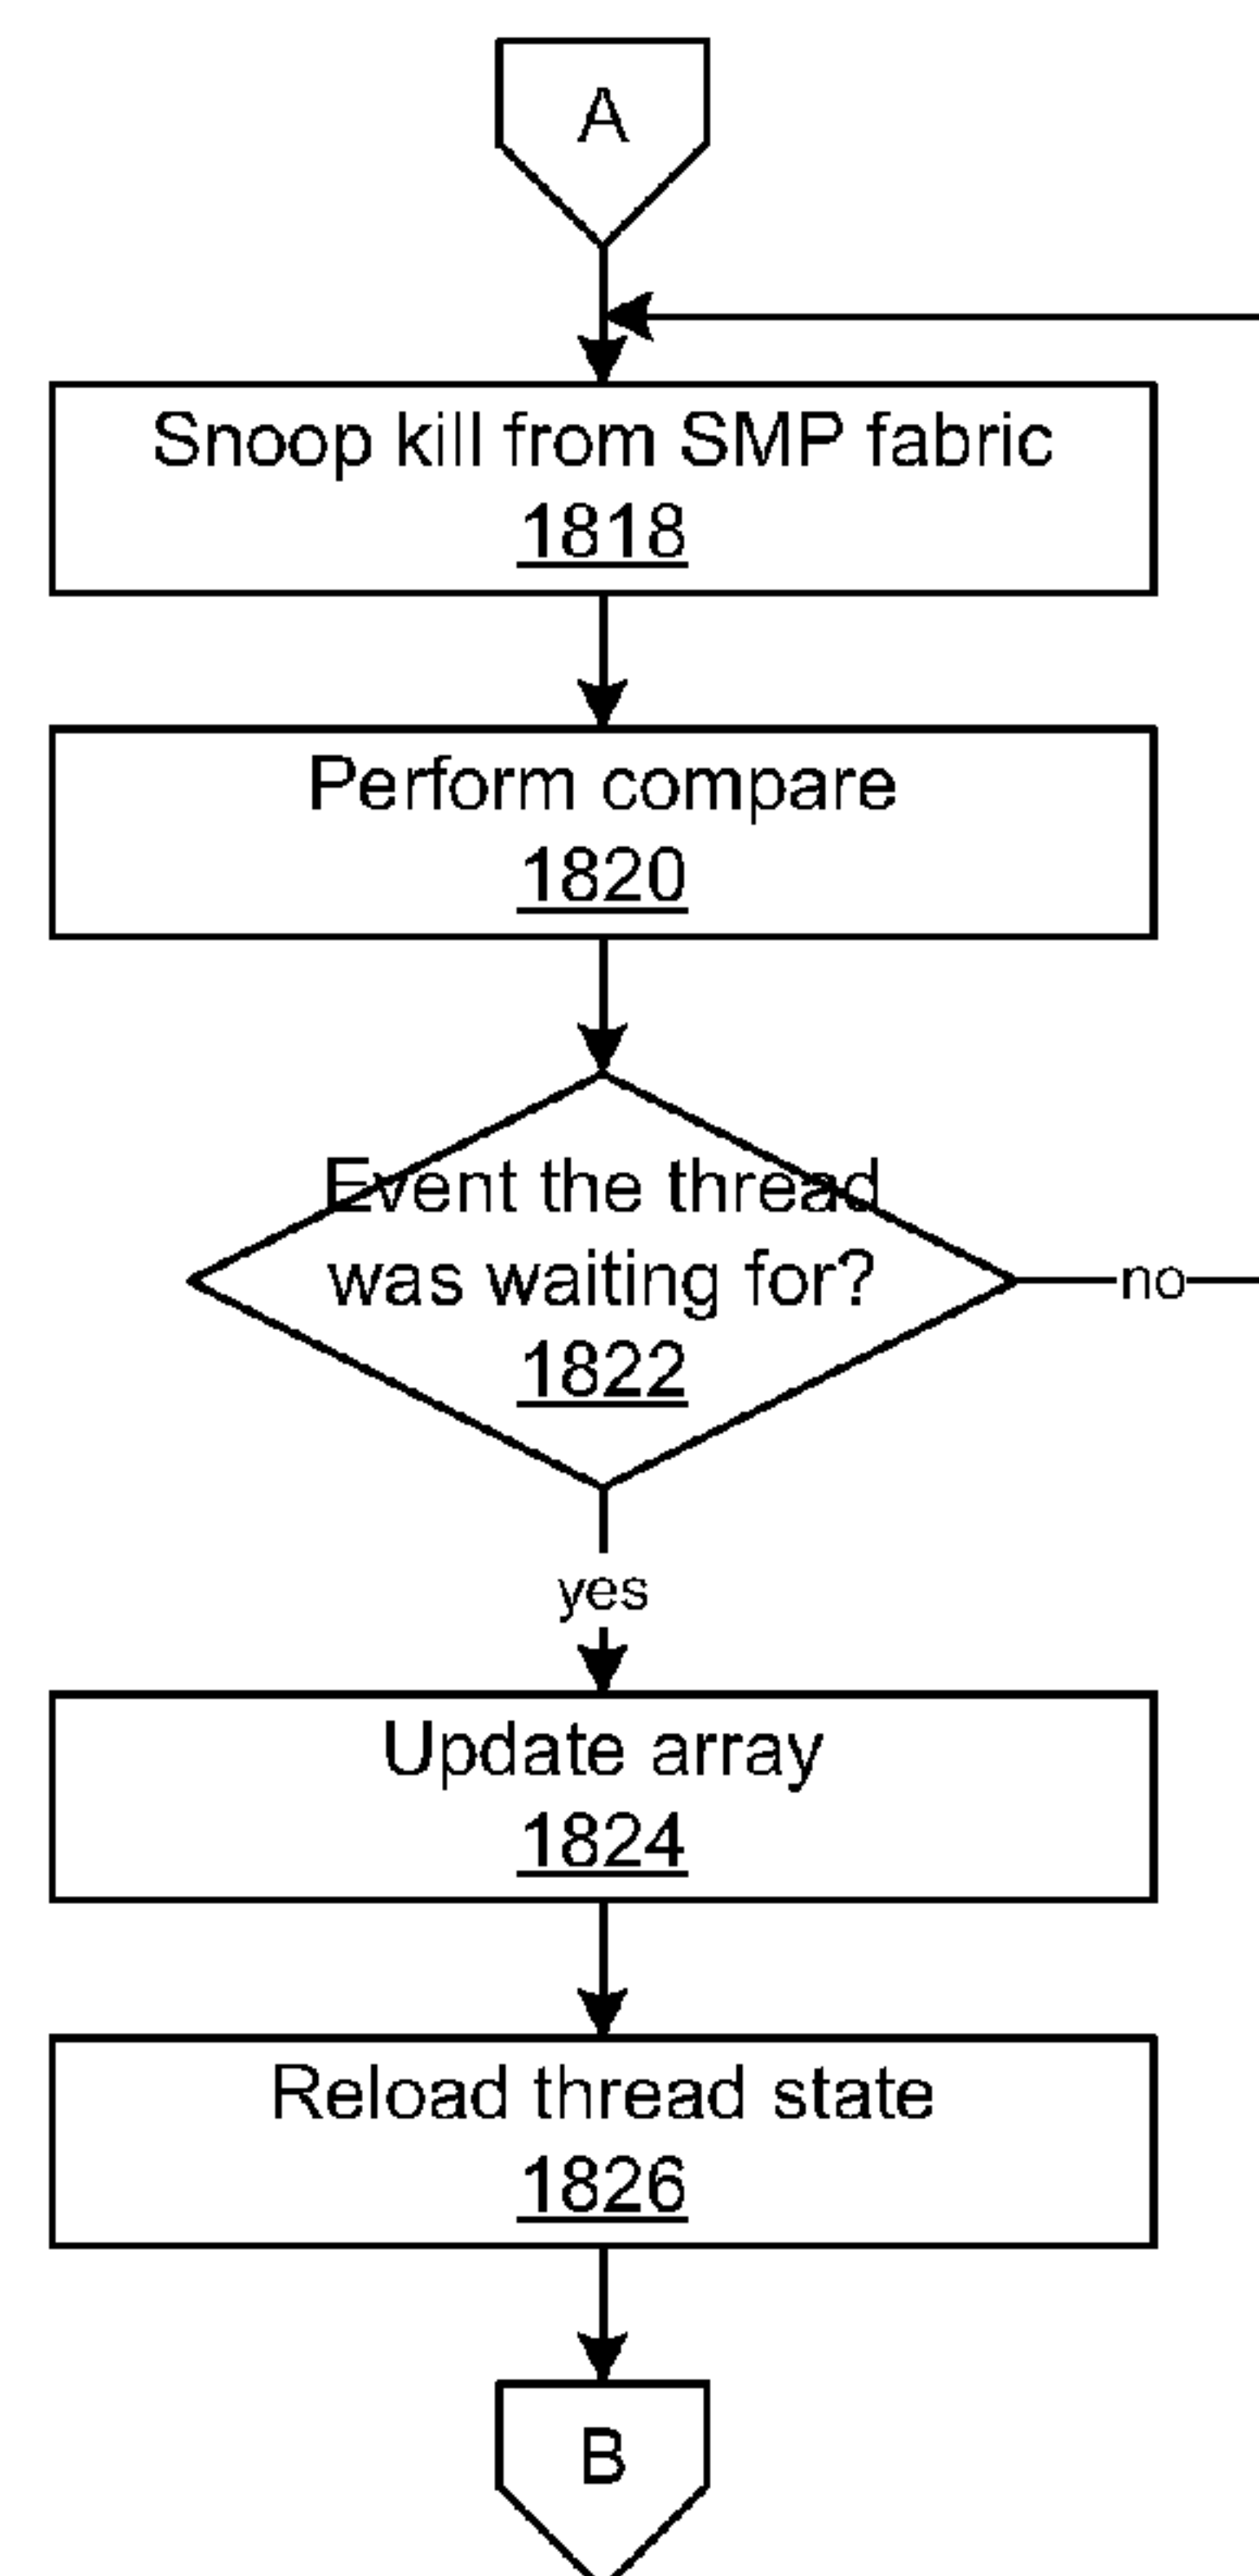 A
Snoop kill from SMP fabric
1818
Perform compare
1820
Event the thread
was waiting for?
1822
no
yes
Update array
1824
Reload thread state
1826
B